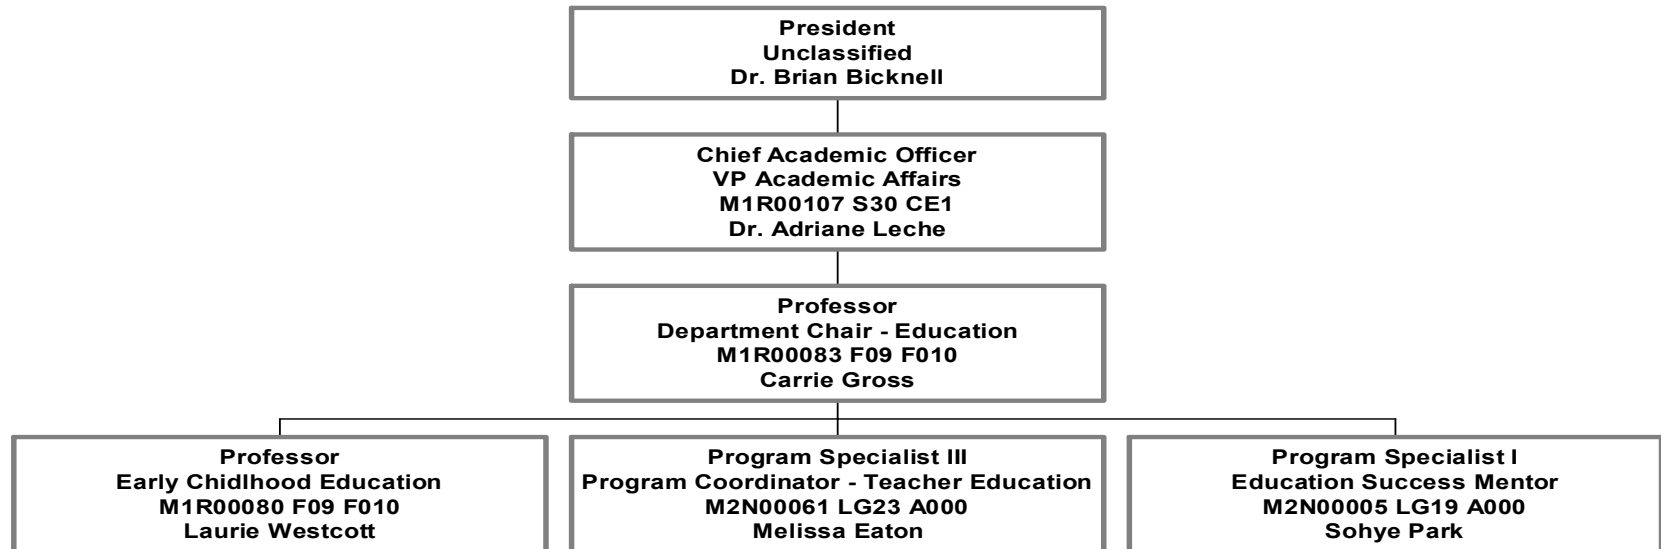 President
Unclassified
Dr. Brian Bicknell
Chief Academic Officer
VP Academic Affairs
M1R00107 S30 CE1
Dr. Adriane Leche
Professor
Department Chair - Education
M1R00083 F09 F010
Carrie Gross
Professor
Early Chidlhood Education
M1R00080 F09 F010
Laurie Westcott
Program Specialist III
Program Coordinator - Teacher Education
M2N00061 LG23 A000
Melissa Eaton
Program Specialist I
Education Success Mentor
M2N00005 LG19 A000
Sohye Park